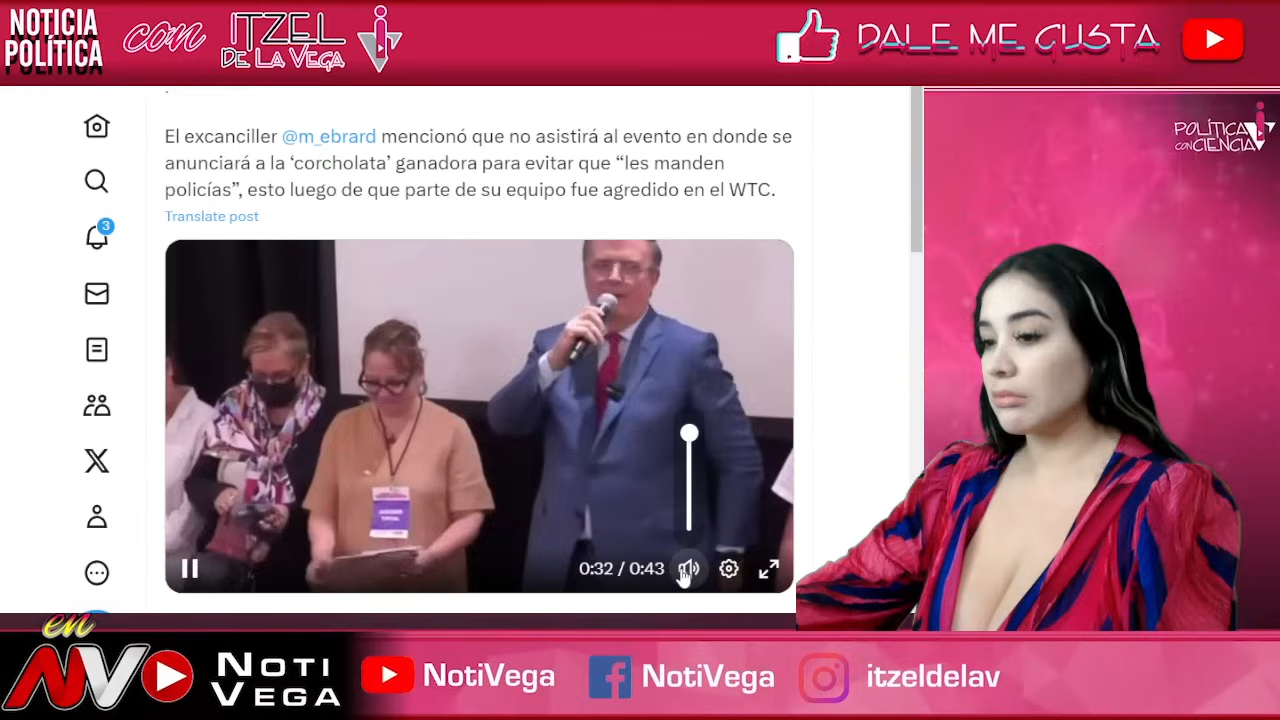 NOTICIA
POLÍTICA
con
ITZEL
DE LA VEGA
DALE ME GUSTA
POLÍTICA
CON CIENCIA
El excanciller @m_ebrard mencionó que no asistirá al evento en donde se
anunciará a la ‘corcholata’ ganadora para evitar que “les manden
policías”, esto luego de que parte de su equipo fue agredido en el WTC.
Translate post
3
0:32 / 0:43
en
NV
NOTI
VEGA
NotiVega
NotiVega
itzeldelav